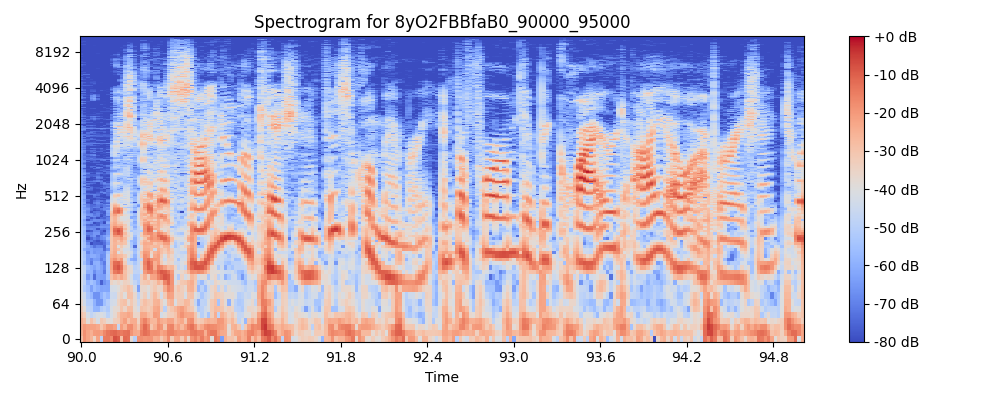 Spectrogram for 8yO2FBBfaB0_90000_95000
Hz
8192
4096
2048
1024
512
256
128
64
0
90.0 90.6 91.2 91.8 92.4 93.0 93.6 94.2 94.8
Time
+0 dB
-10 dB
-20 dB
-30 dB
-40 dB
-50 dB
-60 dB
-70 dB
-80 dB